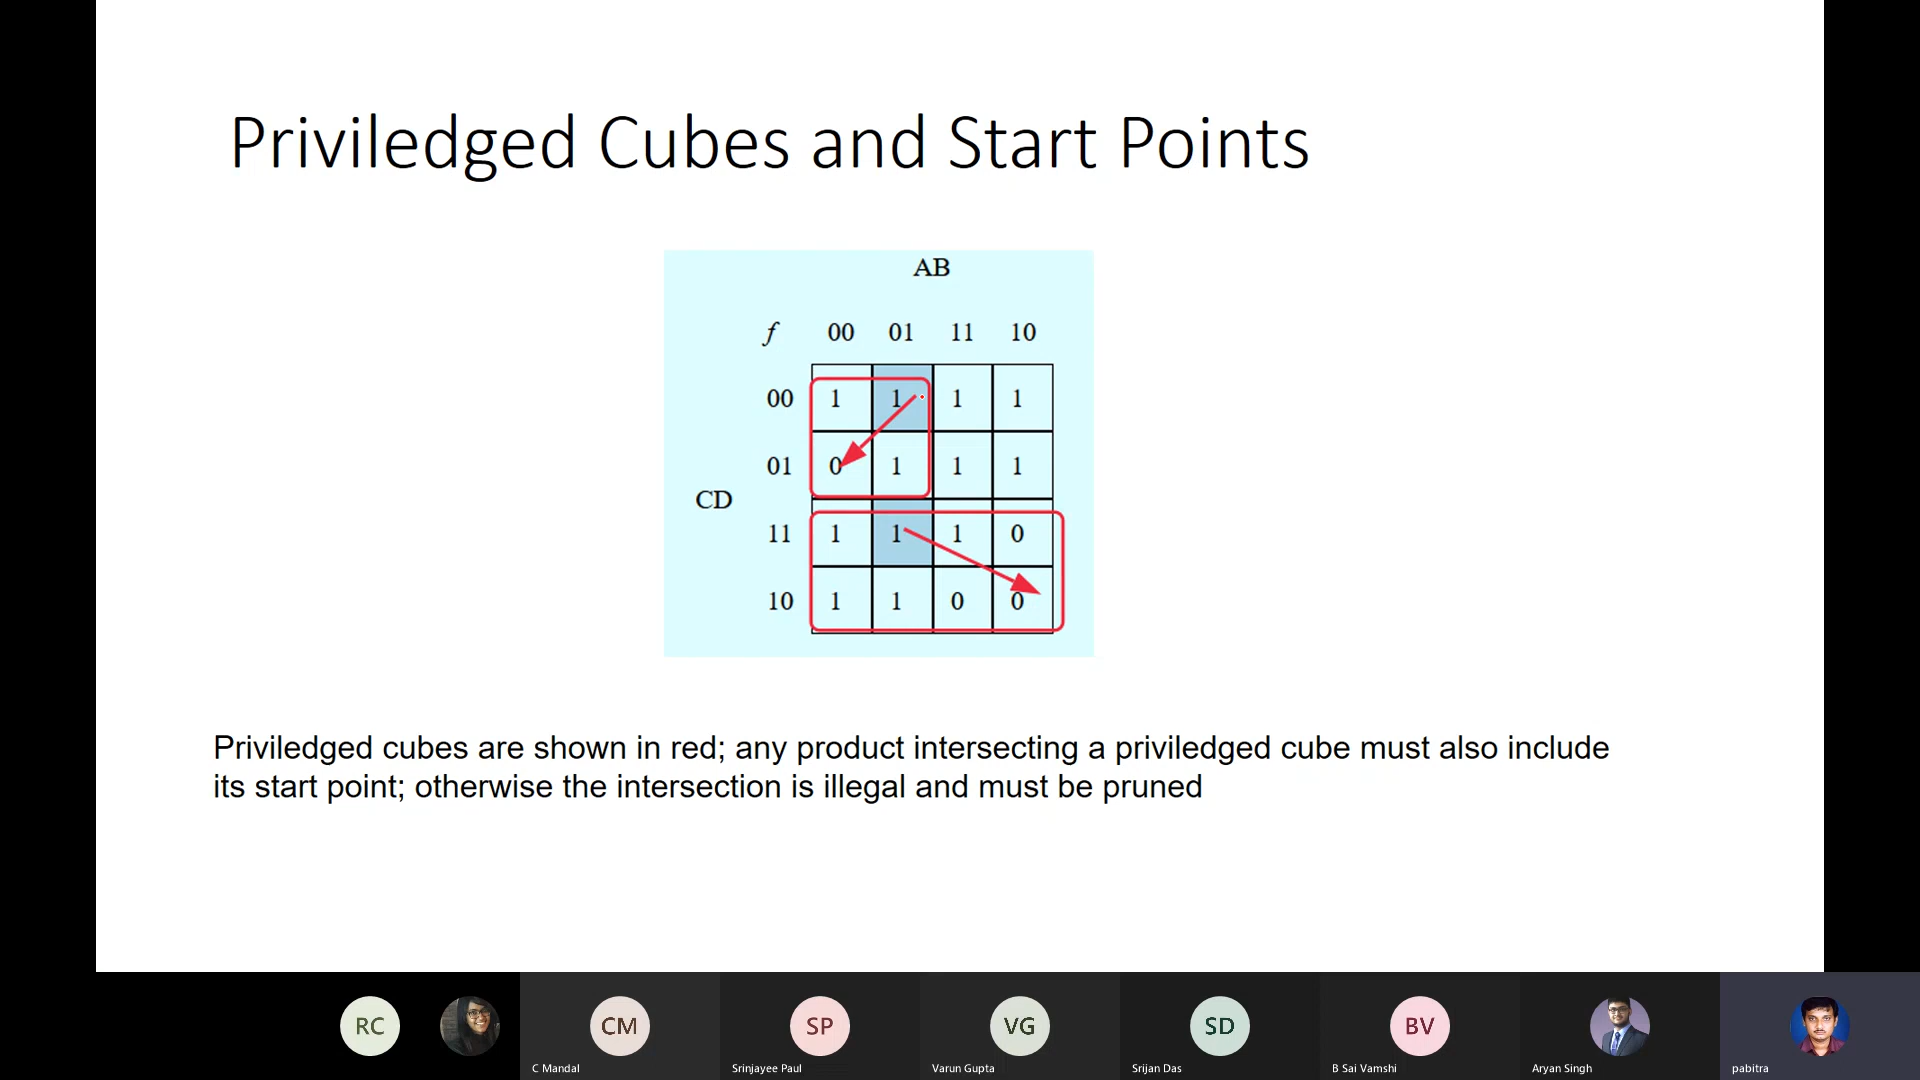 Priviledged Cubes and Start Points
AB
f 00 01 11 10
00 1 1 1 1
01 0 1 1 1
CD
11 1 1 1 0
10 1 1 0 0
Priviledged cubes are shown in red; any product intersecting a priviledged cube must also include
its start point; otherwise the intersection is illegal and must be pruned
RC CM SP VG SD BV
C Mandal Srinjayee Paul Varun Gupta Srijan Das B Sai Vamshi Aryan Singh pabitra